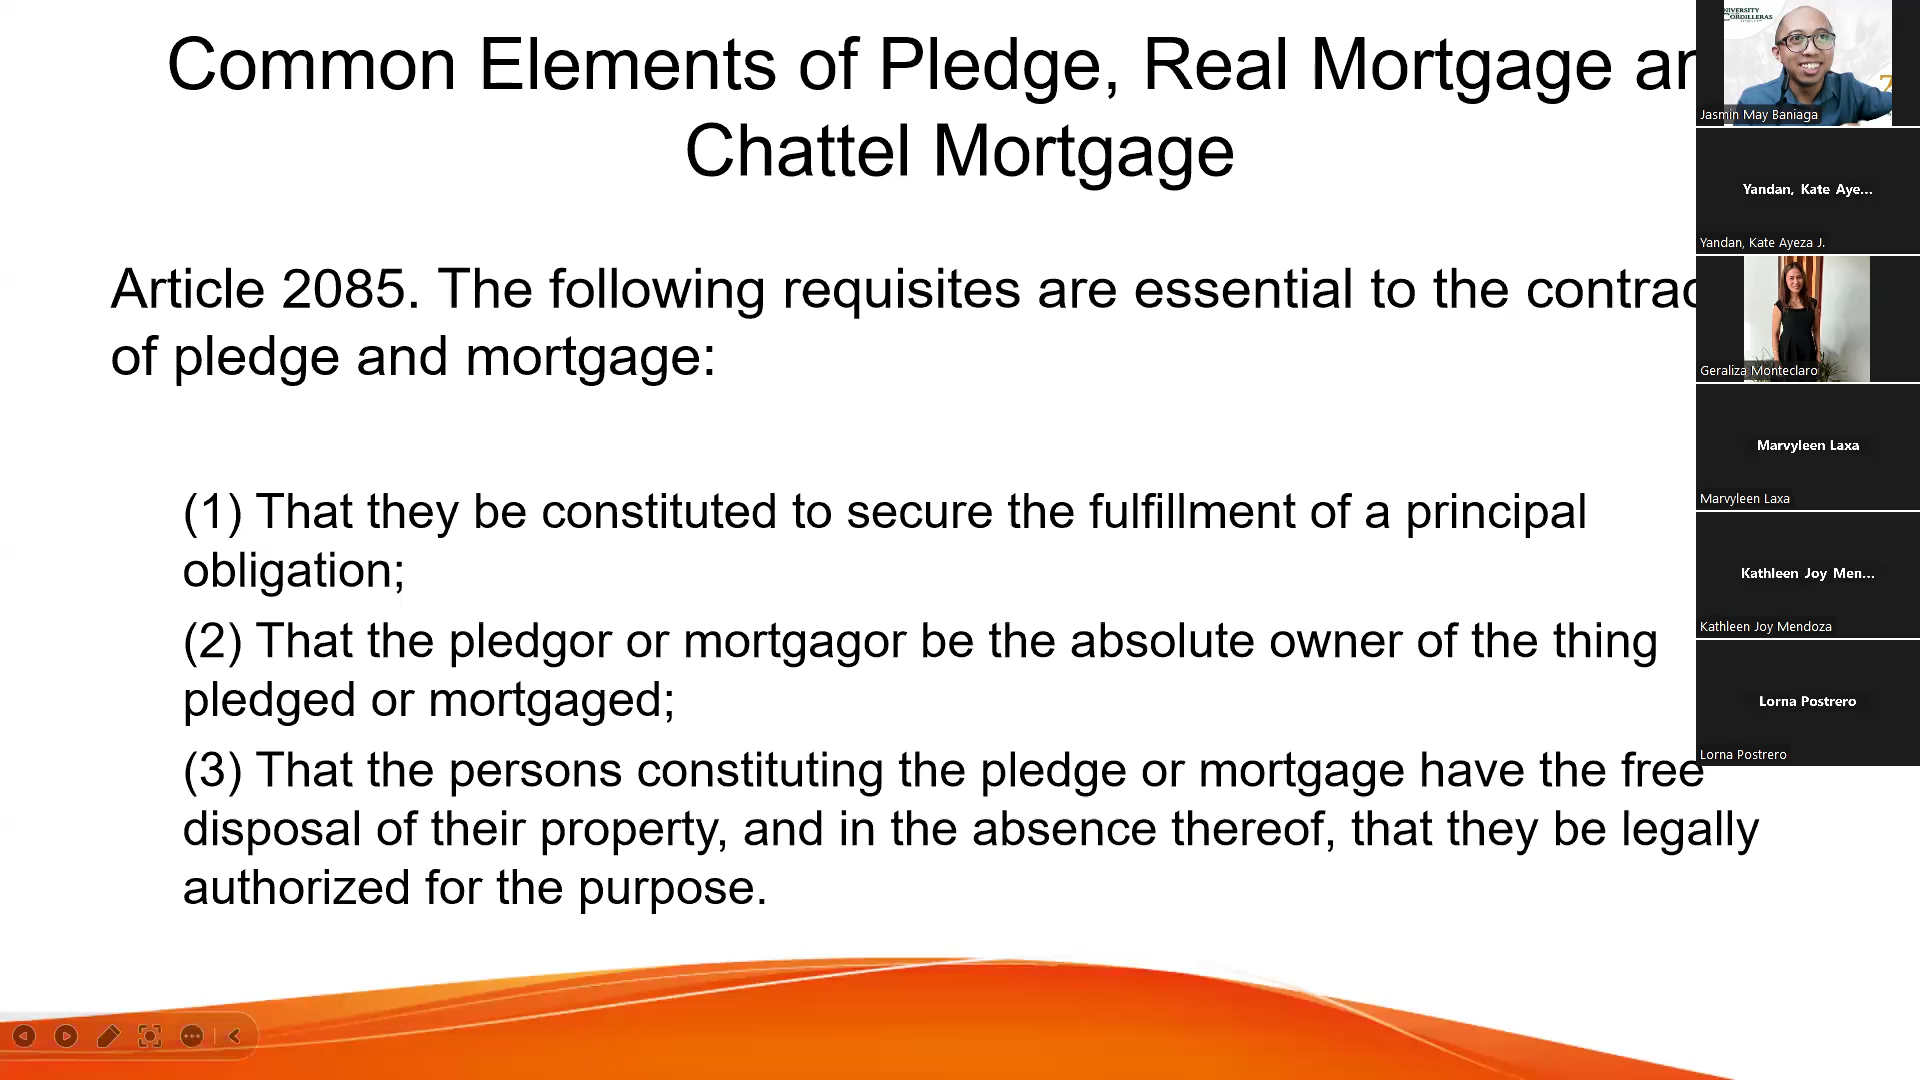 Common Elements of Pledge, Real Mortgage an
Chattel Mortgage
Article 2085. The following requisites are essential to the contrac
of pledge and mortgage:
(1) That they be constituted to secure the fulfillment of a principal
obligation;
(2) That the pledgor or mortgagor be the absolute owner of the thing
pledged or mortgaged;
(3) That the persons constituting the pledge or mortgage have the free
disposal of their property, and in the absence thereof, that they be legally
authorized for the purpose.
NIVERSITY
CORDILLERAS
7
Jasmin May Baniaga
Yandan, Kate Aye...
Yandan, Kate Ayeza J.
Geraliza Monteclaro
Marvyleen Laxa
Marvyleen Laxa
Kathleen Joy Men...
Kathleen Joy Mendoza
Lorna Postrero
Lorna Postrero